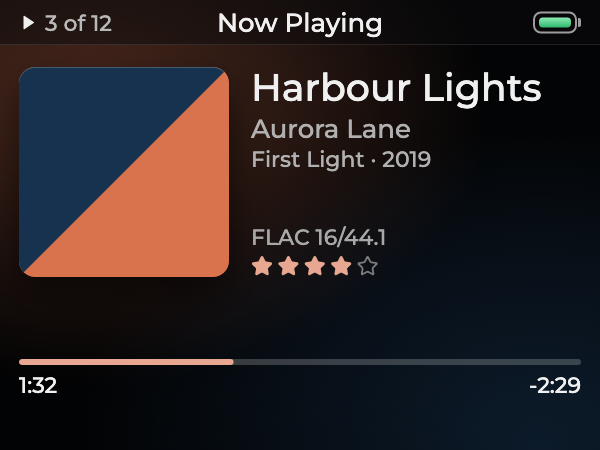 3 of 12
Now Playing
Harbour Lights
Aurora Lane
First Light · 2019
FLAC 16/44.1
1:32
-2:29